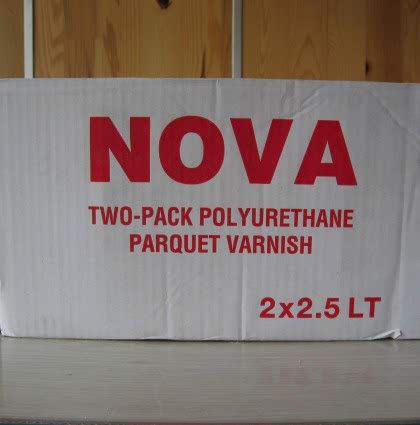 NOVA
TWO-PACK POLYURETHANE
PARQUET VARNISH
2x2.5 LT